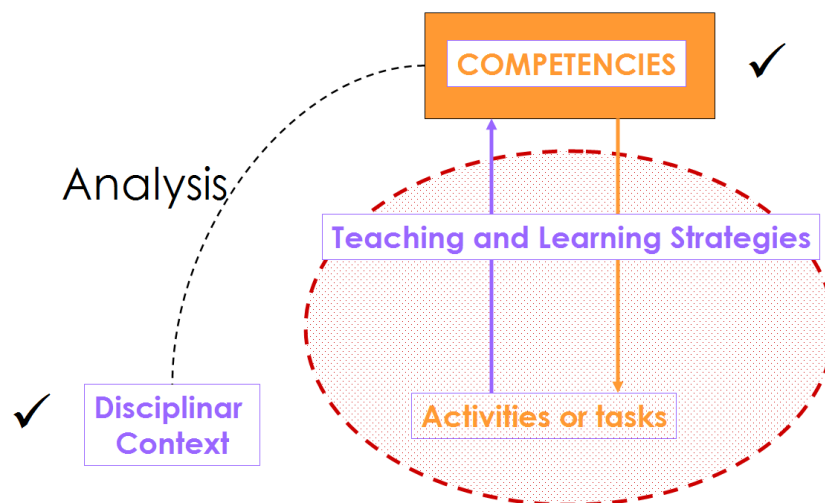 COMPETENCIES
Analysis
Teaching and Learning Strategies
Disciplinar
Context
Activities or tasks